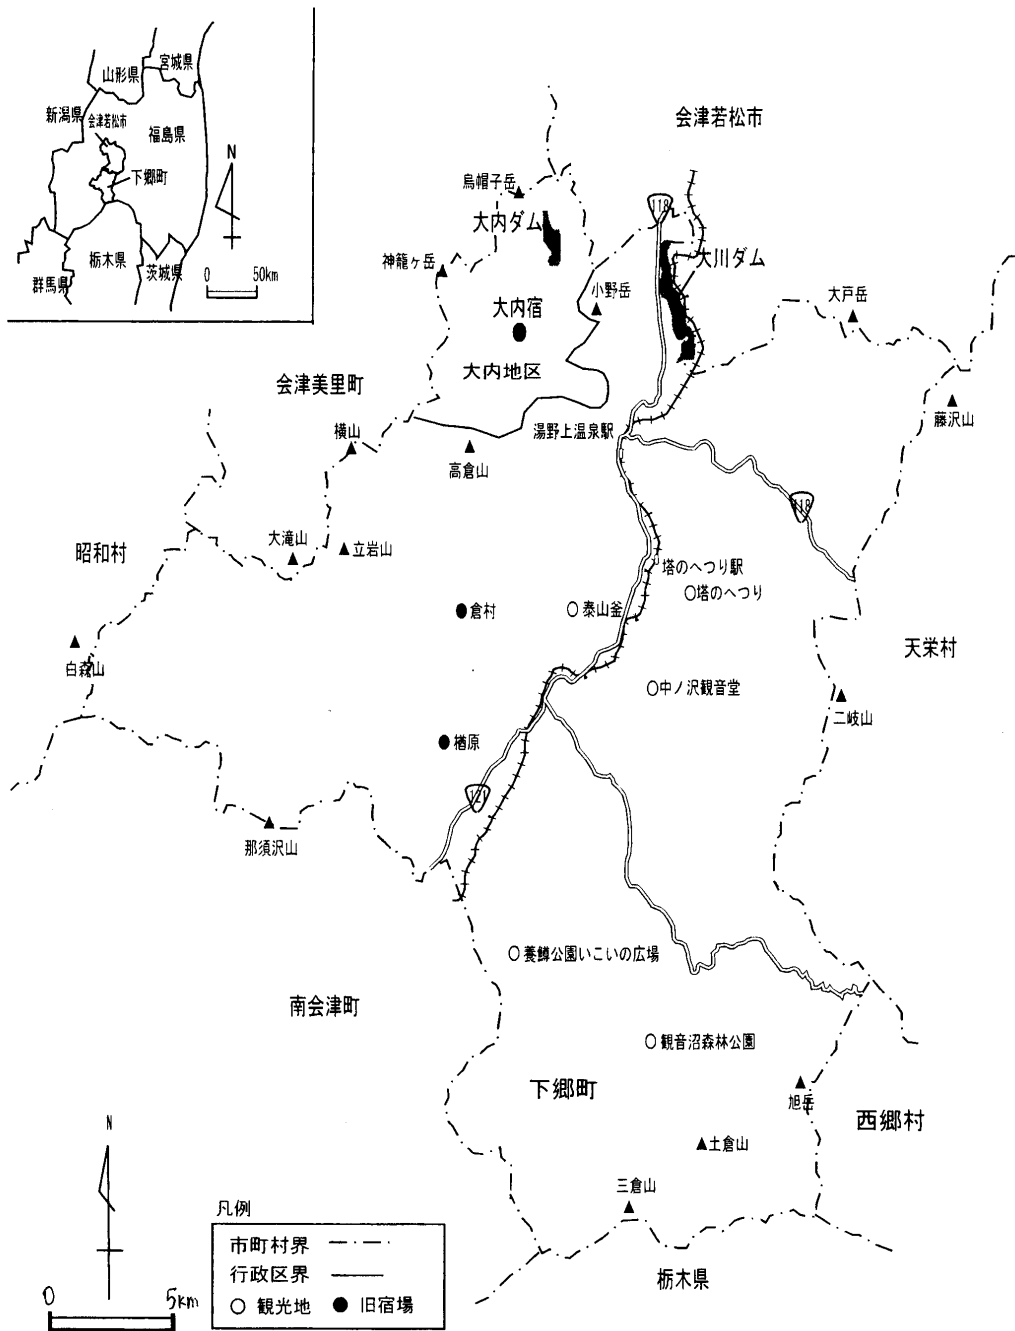 宮城県
山形県
新潟県
会津若松市
福島県
下郷町
N
栃木県
茨城県
群馬県
0 50km
会津若松市
烏帽子岳
118
大内ダム
大川ダム
神籠ヶ岳
小野岳
大戸岳
大内宿
大内地区
会津美里町
藤沢山
横山
湯野上温泉駅
高倉山
118
大滝山
立岩山
昭和村
塔のへつり駅
塔のへつり
倉村
泰山釜
天栄村
白森山
中ノ沢観音堂
二岐山
楢原
121
那須沢山
養鱒公園いこいの広場
南会津町
観音沼森林公園
下郷町
旭岳
西郷村
N
土倉山
三倉山
栃木県
凡例
市町村界
行政区界
観光地 旧宿場
0 5km